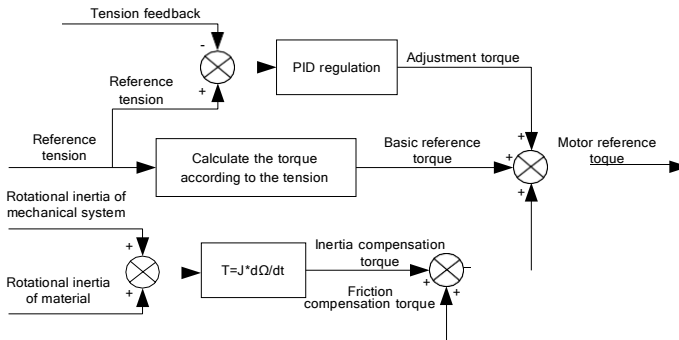 Tension feedback
-
+
PID regulation
Adjustment torque
Reference
tension
Reference
tension
Calculate the torque
according to the tension
Basic reference
torque
+
+
+
Motor reference
toque
Rotational inertia of
mechanical system
+
+
Rotational inertia
of material
T=J*dΩ/dt
Inertia compensation
torque
+
+
Friction
compensation torque